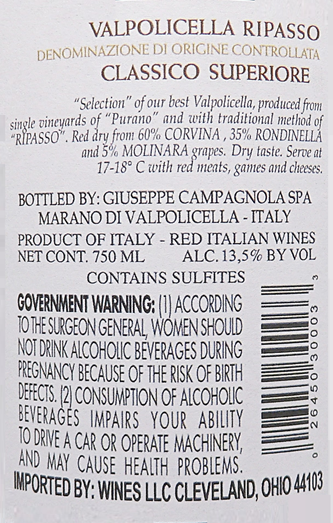 VALPOLICELLA RIPASSO
DENOMINAZIONE DI ORIGINE CONTROLLATA
CLASSICO SUPERIORE
"Selection" of our best Valpolicella, produced from
single vineyards of "Purano" and with traditional method of
"RIPASSO". Red dry from 60% CORVINA, 35% RONDINELLA
and 5% MOLINARA grapes. Dry taste. Serve at
17-18° C with red meats, games and cheeses.
BOTTLED BY: GIUSEPPE CAMPAGNOLA SPA
MARANO DI VALPOLICELLA - ITALY
PRODUCT OF ITALY - RED ITALIAN WINES
NET CONT. 750 ML ALC. 13,5% BY VOL
CONTAINS SULFITES
GOVERNMENT WARNING: (1) ACCORDING
TO THE SURGEON GENERAL, WOMEN SHOULD
NOT DRINK ALCOHOLIC BEVERAGES DURING
PREGNANCY BECAUSE OF THE RISK OF BIRTH
DEFECTS. (2) CONSUMPTION OF ALCOHOLIC
BEVERAGES IMPAIRS YOUR ABILITY
TO DRIVE A CAR OR OPERATE MACHINERY,
AND MAY CAUSE HEALTH PROBLEMS.
0 26450 30003 3
IMPORTED BY: WINES LLC CLEVELAND, OHIO 44103